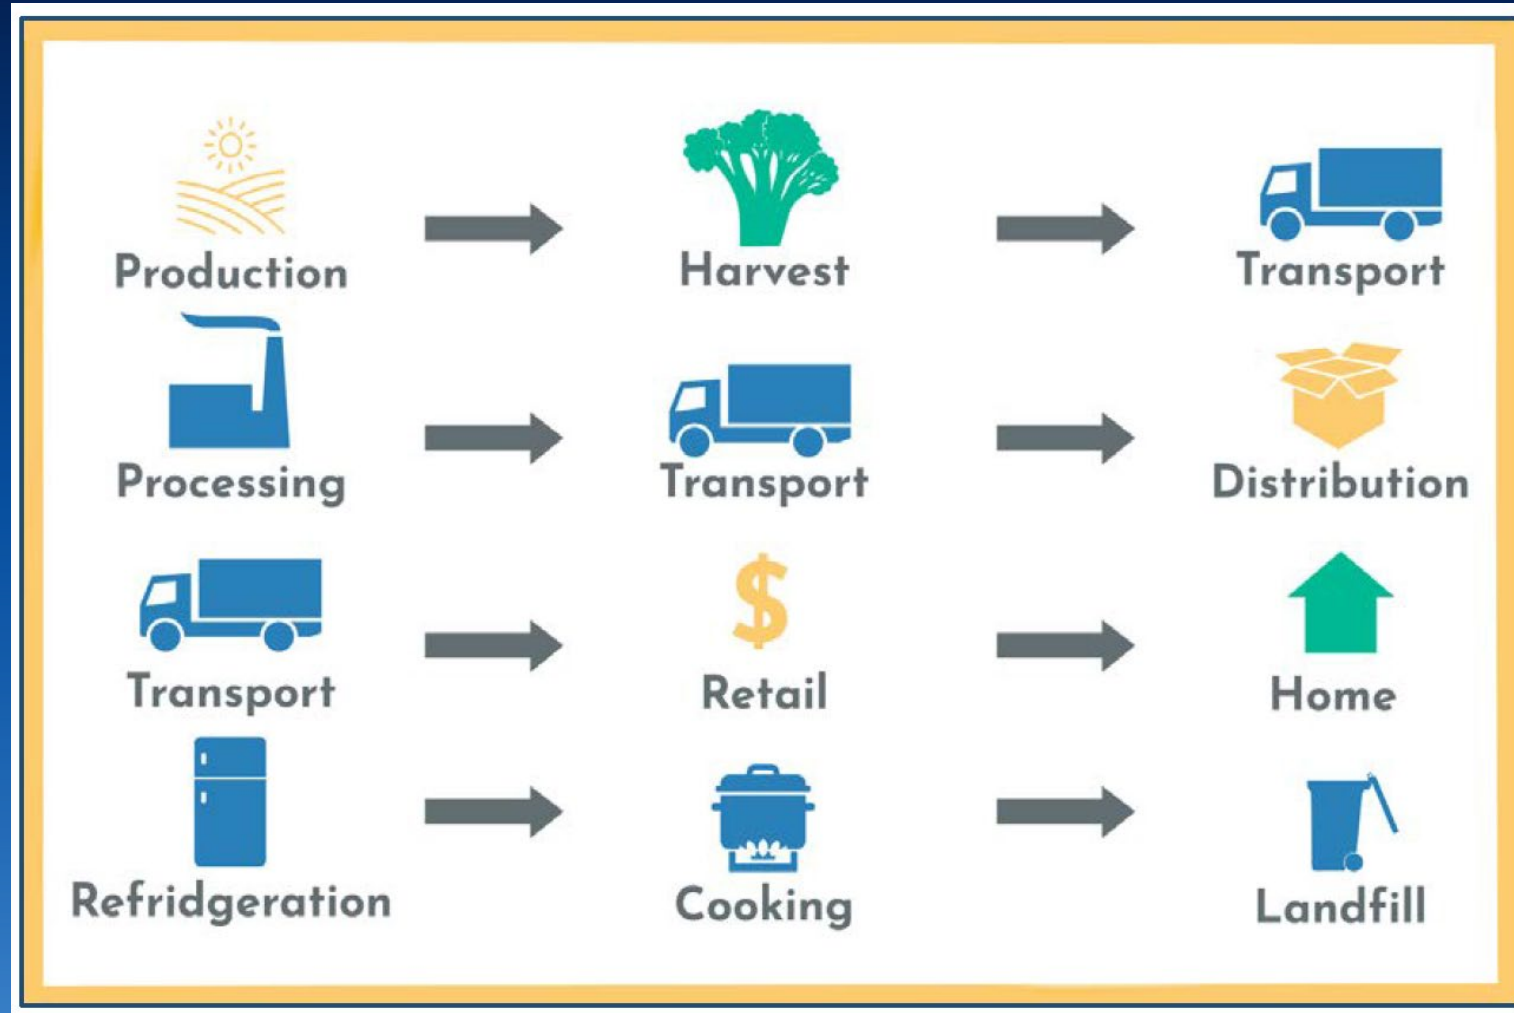 Production
Harvest
Transport
Processing
Transport
Distribution
Transport
$
Retail
Home
Refridgeration
Cooking
Landfill